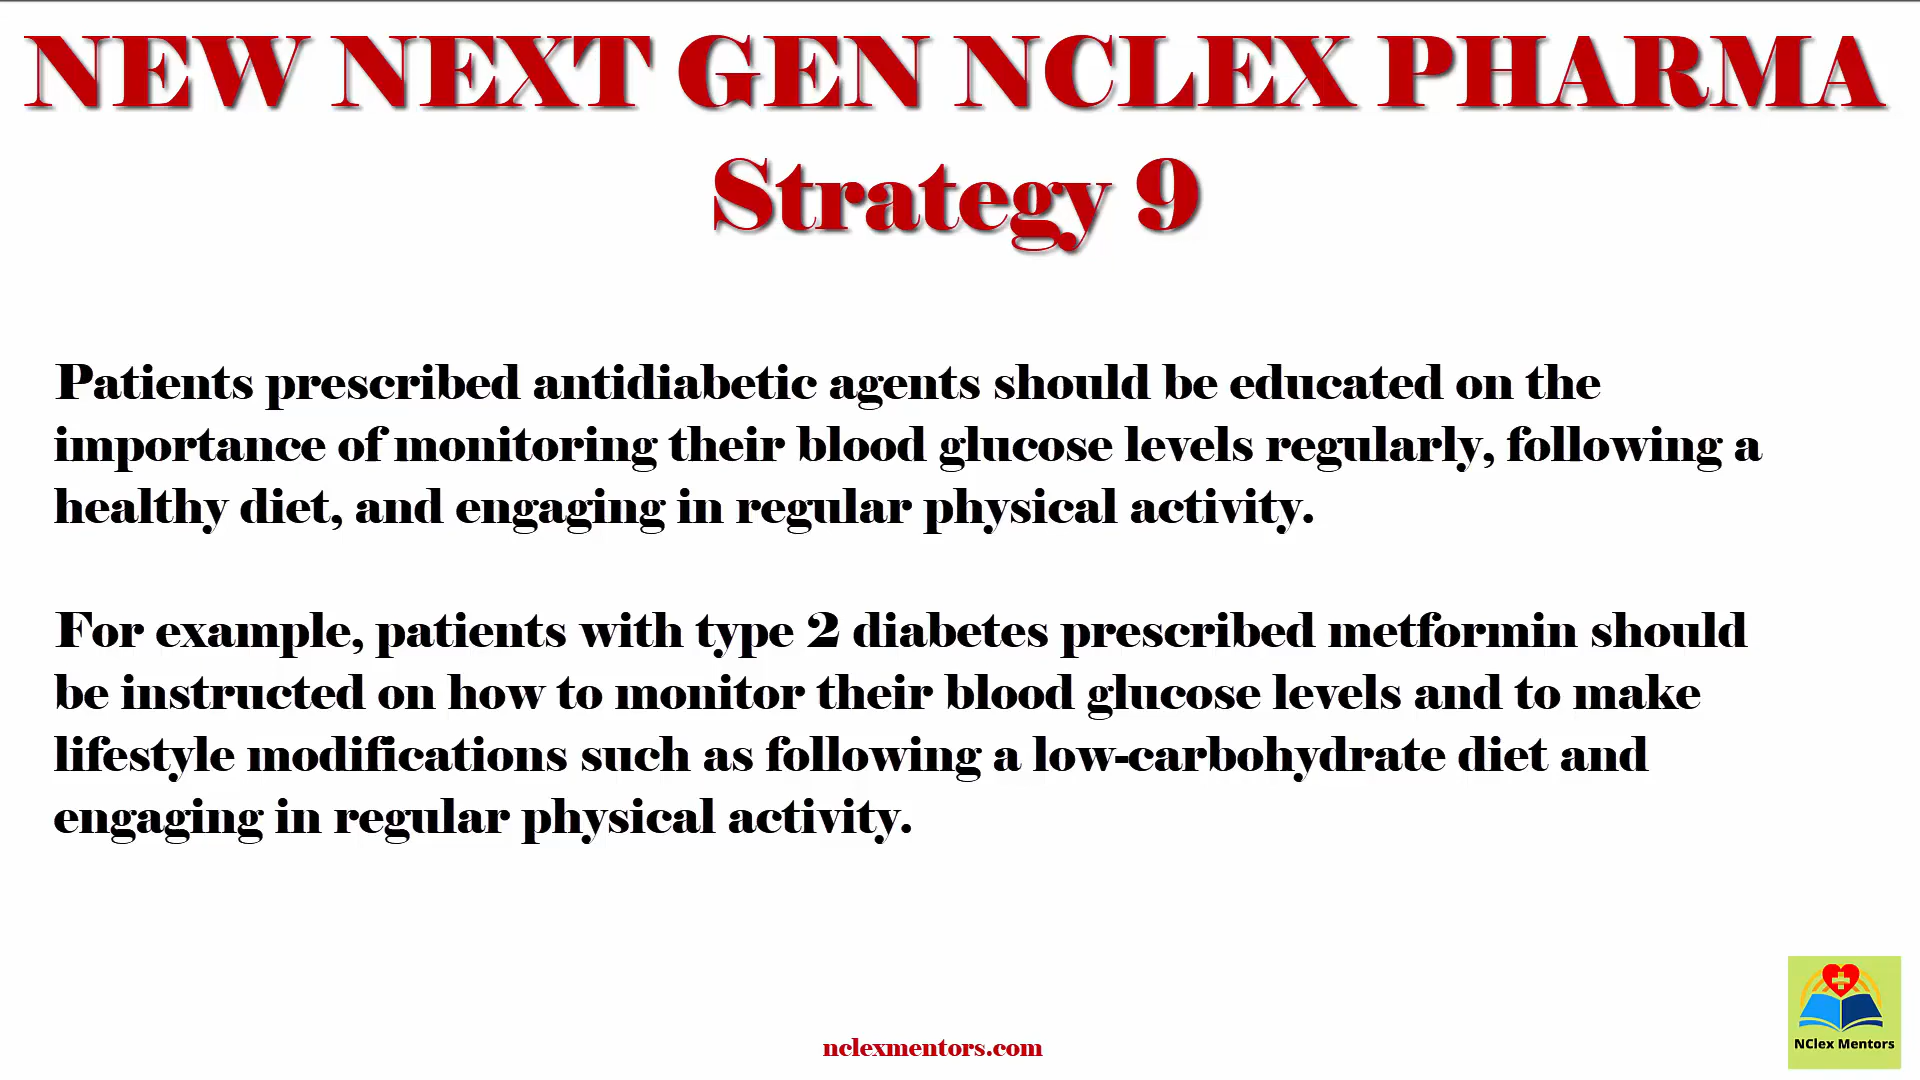 NEW NEXT GEN NCLEX PHARMA
Strategy 9
Patients prescribed antidiabetic agents should be educated on the
importance of monitoring their blood glucose levels regularly, following a
healthy diet, and engaging in regular physical activity.
For example, patients with type 2 diabetes prescribed metformin should
be instructed on how to monitor their blood glucose levels and to make
lifestyle modifications such as following a low-carbohydrate diet and
engaging in regular physical activity.
nclexmentors.com
NClex Mentors